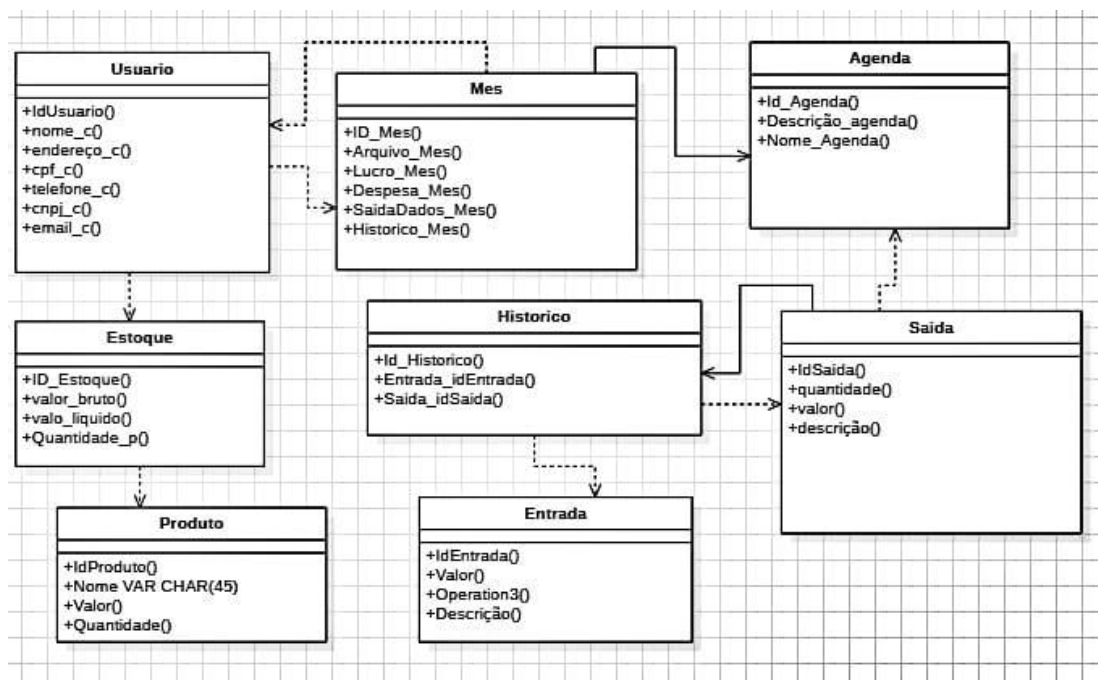 Usuario
+IdUsuario()
+nome_c()
+endereço_c()
+cpf_c()
+telefone_c()
+cnpj_c()
+email_c()
Mes
+ID_Mes()
+Arquivo_Mes()
+Lucro_Mes()
+Despesa_Mes()
+SaidaDados_Mes()
+Historico_Mes()
Agenda
+Id_Agenda()
+Descrição_agenda()
+Nome_Agenda()
Estoque
+ID_Estoque()
+valor_bruto()
+valo_liquido()
+Quantidade_p()
Historico
+Id_Historico()
+Entrada_idEntrada()
+Saida_idSaida()
Saida
+IdSaida()
+quantidade()
+valor()
+descrição()
Produto
+IdProduto()
+Nome VAR CHAR(45)
+Valor()
+Quantidade()
Entrada
+IdEntrada()
+Valor()
+Operation3()
+Descrição()